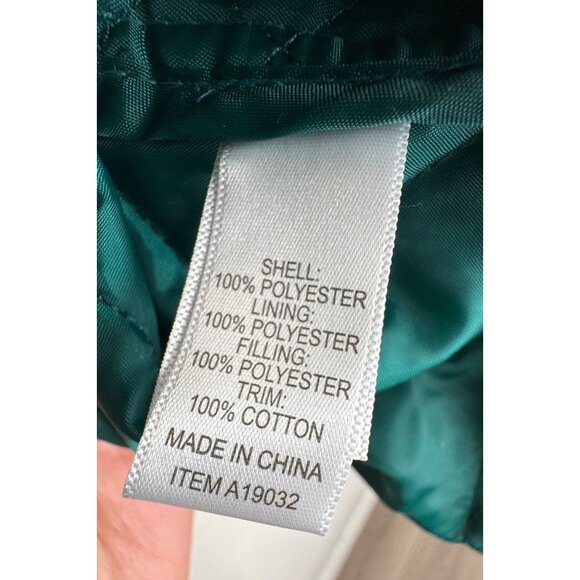 SHELL:
100% POLYESTER
LINING:
100% POLYESTER
FILLING:
100% POLYESTER
TRIM:
100% COTTON
MADE IN CHINA
ITEM A19032